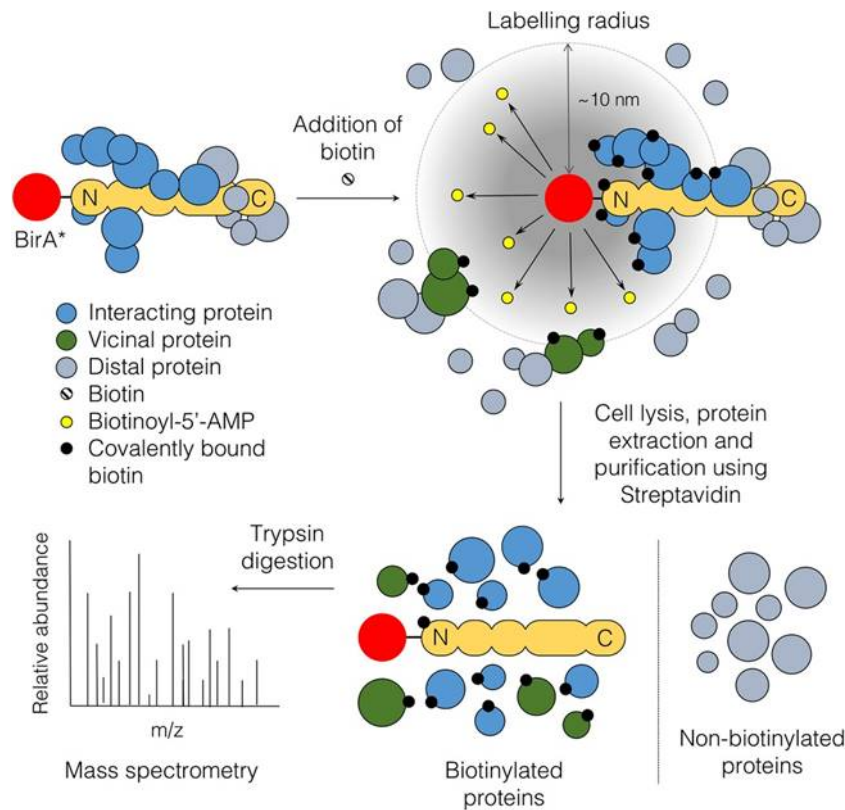 Labelling radius
~10 nm
Addition of
biotin
N
C
BirA*
N
C
Interacting protein
Vicinal protein
Distal protein
Biotin
Biotinoyl-5'-AMP
Covalently bound
biotin
Cell lysis, protein
extraction and
purification using
Streptavidin
Relative abundance
m/z
Mass spectrometry
Trypsin
digestion
N
C
Biotinylated
proteins
Non-biotinylated
proteins